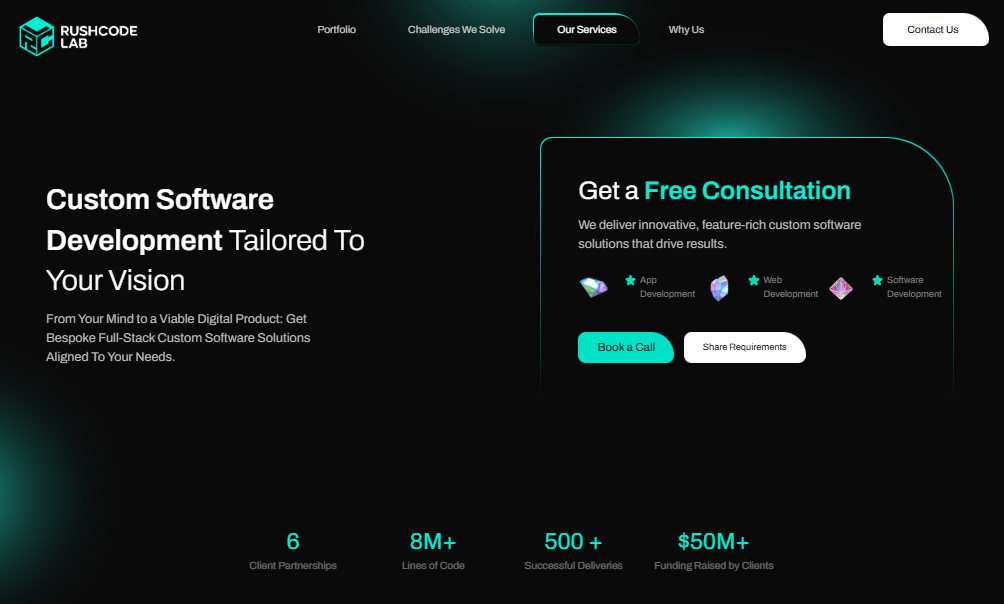 RUSHCODE
LAB
Portfolio
Challenges We Solve
Our Services
Why Us
Contact Us
Custom Software
Development Tailored To
Your Vision
From Your Mind to a Viable Digital Product: Get
Bespoke Full-Stack Custom Software Solutions
Aligned To Your Needs.
Get a Free Consultation
We deliver innovative, feature-rich custom software
solutions that drive results.
App
Development
Web
Development
Software
Development
Book a Call
Share Requirements
6
Client Partnerships
8M+
Lines of Code
500 +
Successful Deliveries
$50M+
Funding Raised by Clients